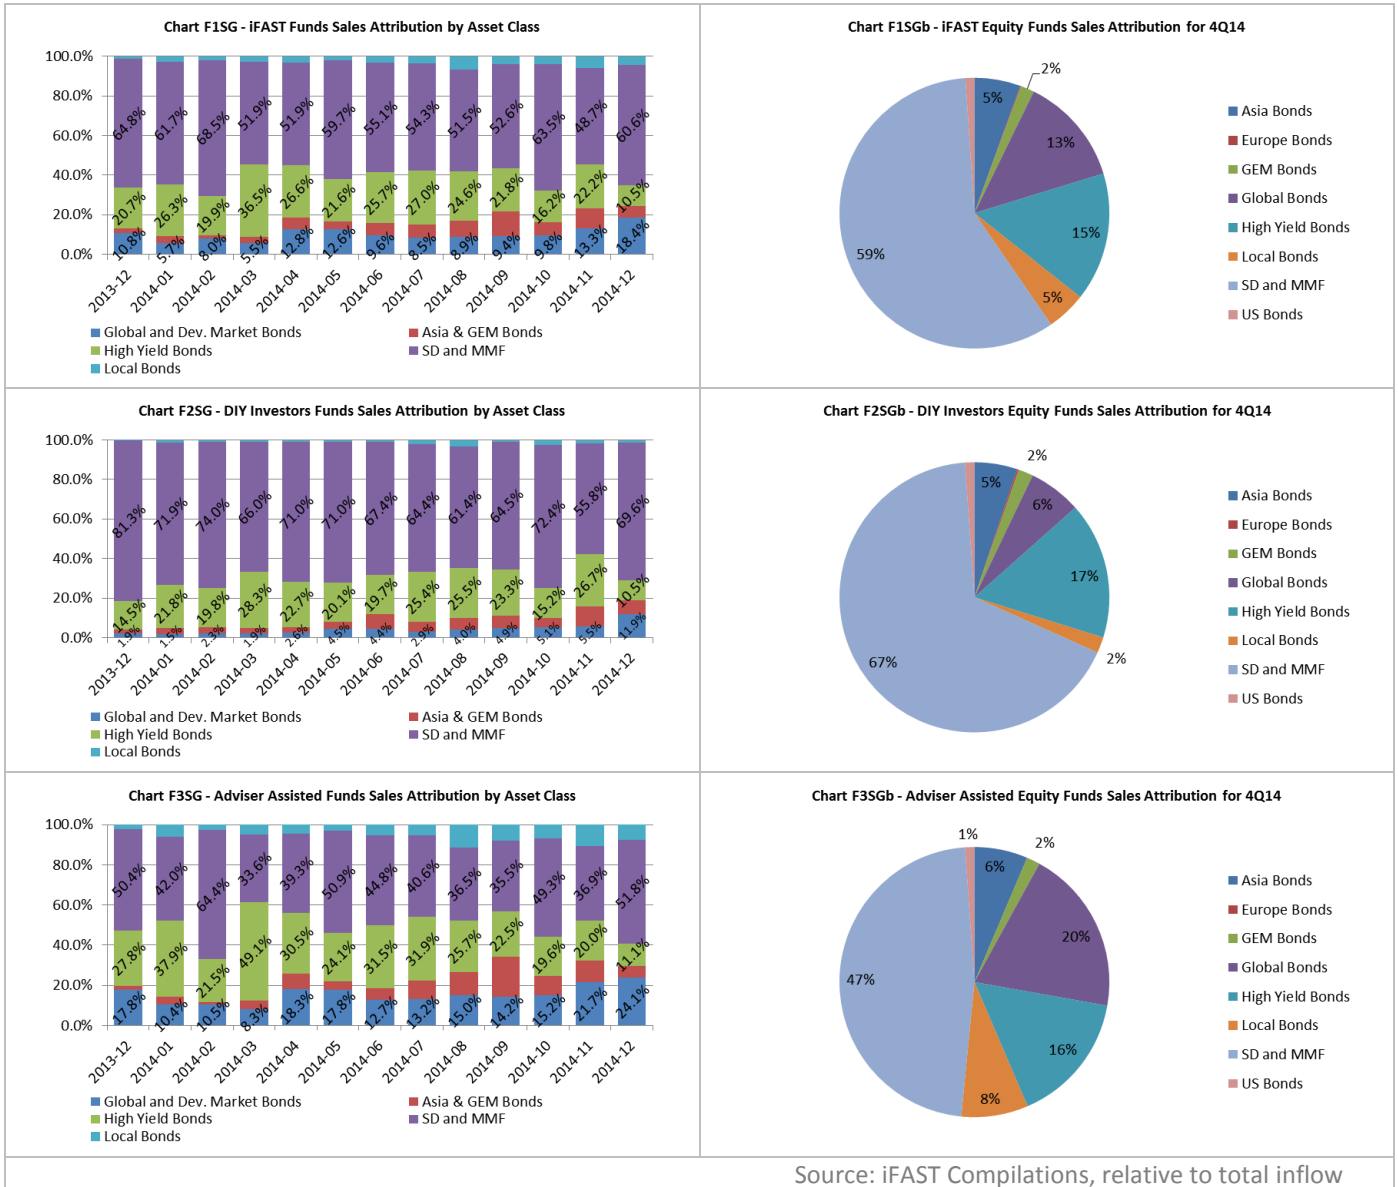 Chart F1SG - iFAST Funds Sales Attribution by Asset Class
100.0%
80.0%
60.0%
40.0%
20.0%
0.0%
64.8% 61.7% 68.5% 51.9% 51.9% 59.7% 55.1% 54.3% 51.5% 52.6% 63.5% 48.7% 60.6%
20.7% 26.3% 19.9% 36.5% 26.6% 21.6% 25.7% 27.0% 24.6% 21.8% 16.2% 22.2% 10.5%
10.8% 5.7% 8.0% 5.5% 12.8% 12.6% 9.6% 8.5% 8.9% 9.4% 9.8% 13.3% 18.4%
2013-12 2014-01 2014-02 2014-03 2014-04 2014-05 2014-06 2014-07 2014-08 2014-09 2014-10 2014-11 2014-12
Global and Dev. Market Bonds Asia & GEM Bonds
High Yield Bonds SD and MMF
Local Bonds
Chart F1SGb - iFAST Equity Funds Sales Attribution for 4Q14
5%
2%
13%
15%
5%
59%
Asia Bonds
Europe Bonds
GEM Bonds
Global Bonds
High Yield Bonds
Local Bonds
SD and MMF
US Bonds
Chart F2SG - DIY Investors Funds Sales Attribution by Asset Class
100.0%
80.0%
60.0%
40.0%
20.0%
0.0%
81.3% 71.9% 74.0% 66.0% 71.0% 71.0% 67.4% 64.4% 61.4% 64.5% 72.4% 55.8% 69.6%
14.5% 21.8% 19.8% 28.3% 22.7% 20.1% 19.7% 25.4% 25.5% 23.3% 15.2% 26.7% 10.5%
1.9% 1.5% 2.3% 1.9% 2.6% 4.5% 4.4% 2.9% 4.0% 4.9% 5.1% 5.5% 11.9%
2013-12 2014-01 2014-02 2014-03 2014-04 2014-05 2014-06 2014-07 2014-08 2014-09 2014-10 2014-11 2014-12
Global and Dev. Market Bonds Asia & GEM Bonds
High Yield Bonds SD and MMF
Local Bonds
Chart F2SGb - DIY Investors Equity Funds Sales Attribution for 4Q14
5%
2%
6%
17%
2%
67%
Asia Bonds
Europe Bonds
GEM Bonds
Global Bonds
High Yield Bonds
Local Bonds
SD and MMF
US Bonds
Chart F3SG - Adviser Assisted Funds Sales Attribution by Asset Class
100.0%
80.0%
60.0%
40.0%
20.0%
0.0%
50.4% 42.0% 64.4% 33.6% 39.3% 50.9% 44.8% 40.6% 36.5% 35.5% 49.3% 36.9% 51.8%
27.8% 37.9% 21.5% 49.1% 30.5% 24.1% 31.5% 31.9% 25.7% 22.5% 19.6% 20.0% 11.1%
17.8% 10.4% 10.5% 8.3% 18.3% 17.8% 12.7% 13.2% 15.0% 14.2% 15.2% 21.7% 24.1%
2013-12 2014-01 2014-02 2014-03 2014-04 2014-05 2014-06 2014-07 2014-08 2014-09 2014-10 2014-11 2014-12
Global and Dev. Market Bonds Asia & GEM Bonds
High Yield Bonds SD and MMF
Local Bonds
Chart F3SGb - Adviser Assisted Equity Funds Sales Attribution for 4Q14
1%
6%
2%
20%
16%
8%
47%
Asia Bonds
Europe Bonds
GEM Bonds
Global Bonds
High Yield Bonds
Local Bonds
SD and MMF
US Bonds
Source: iFAST Compilations, relative to total inflow